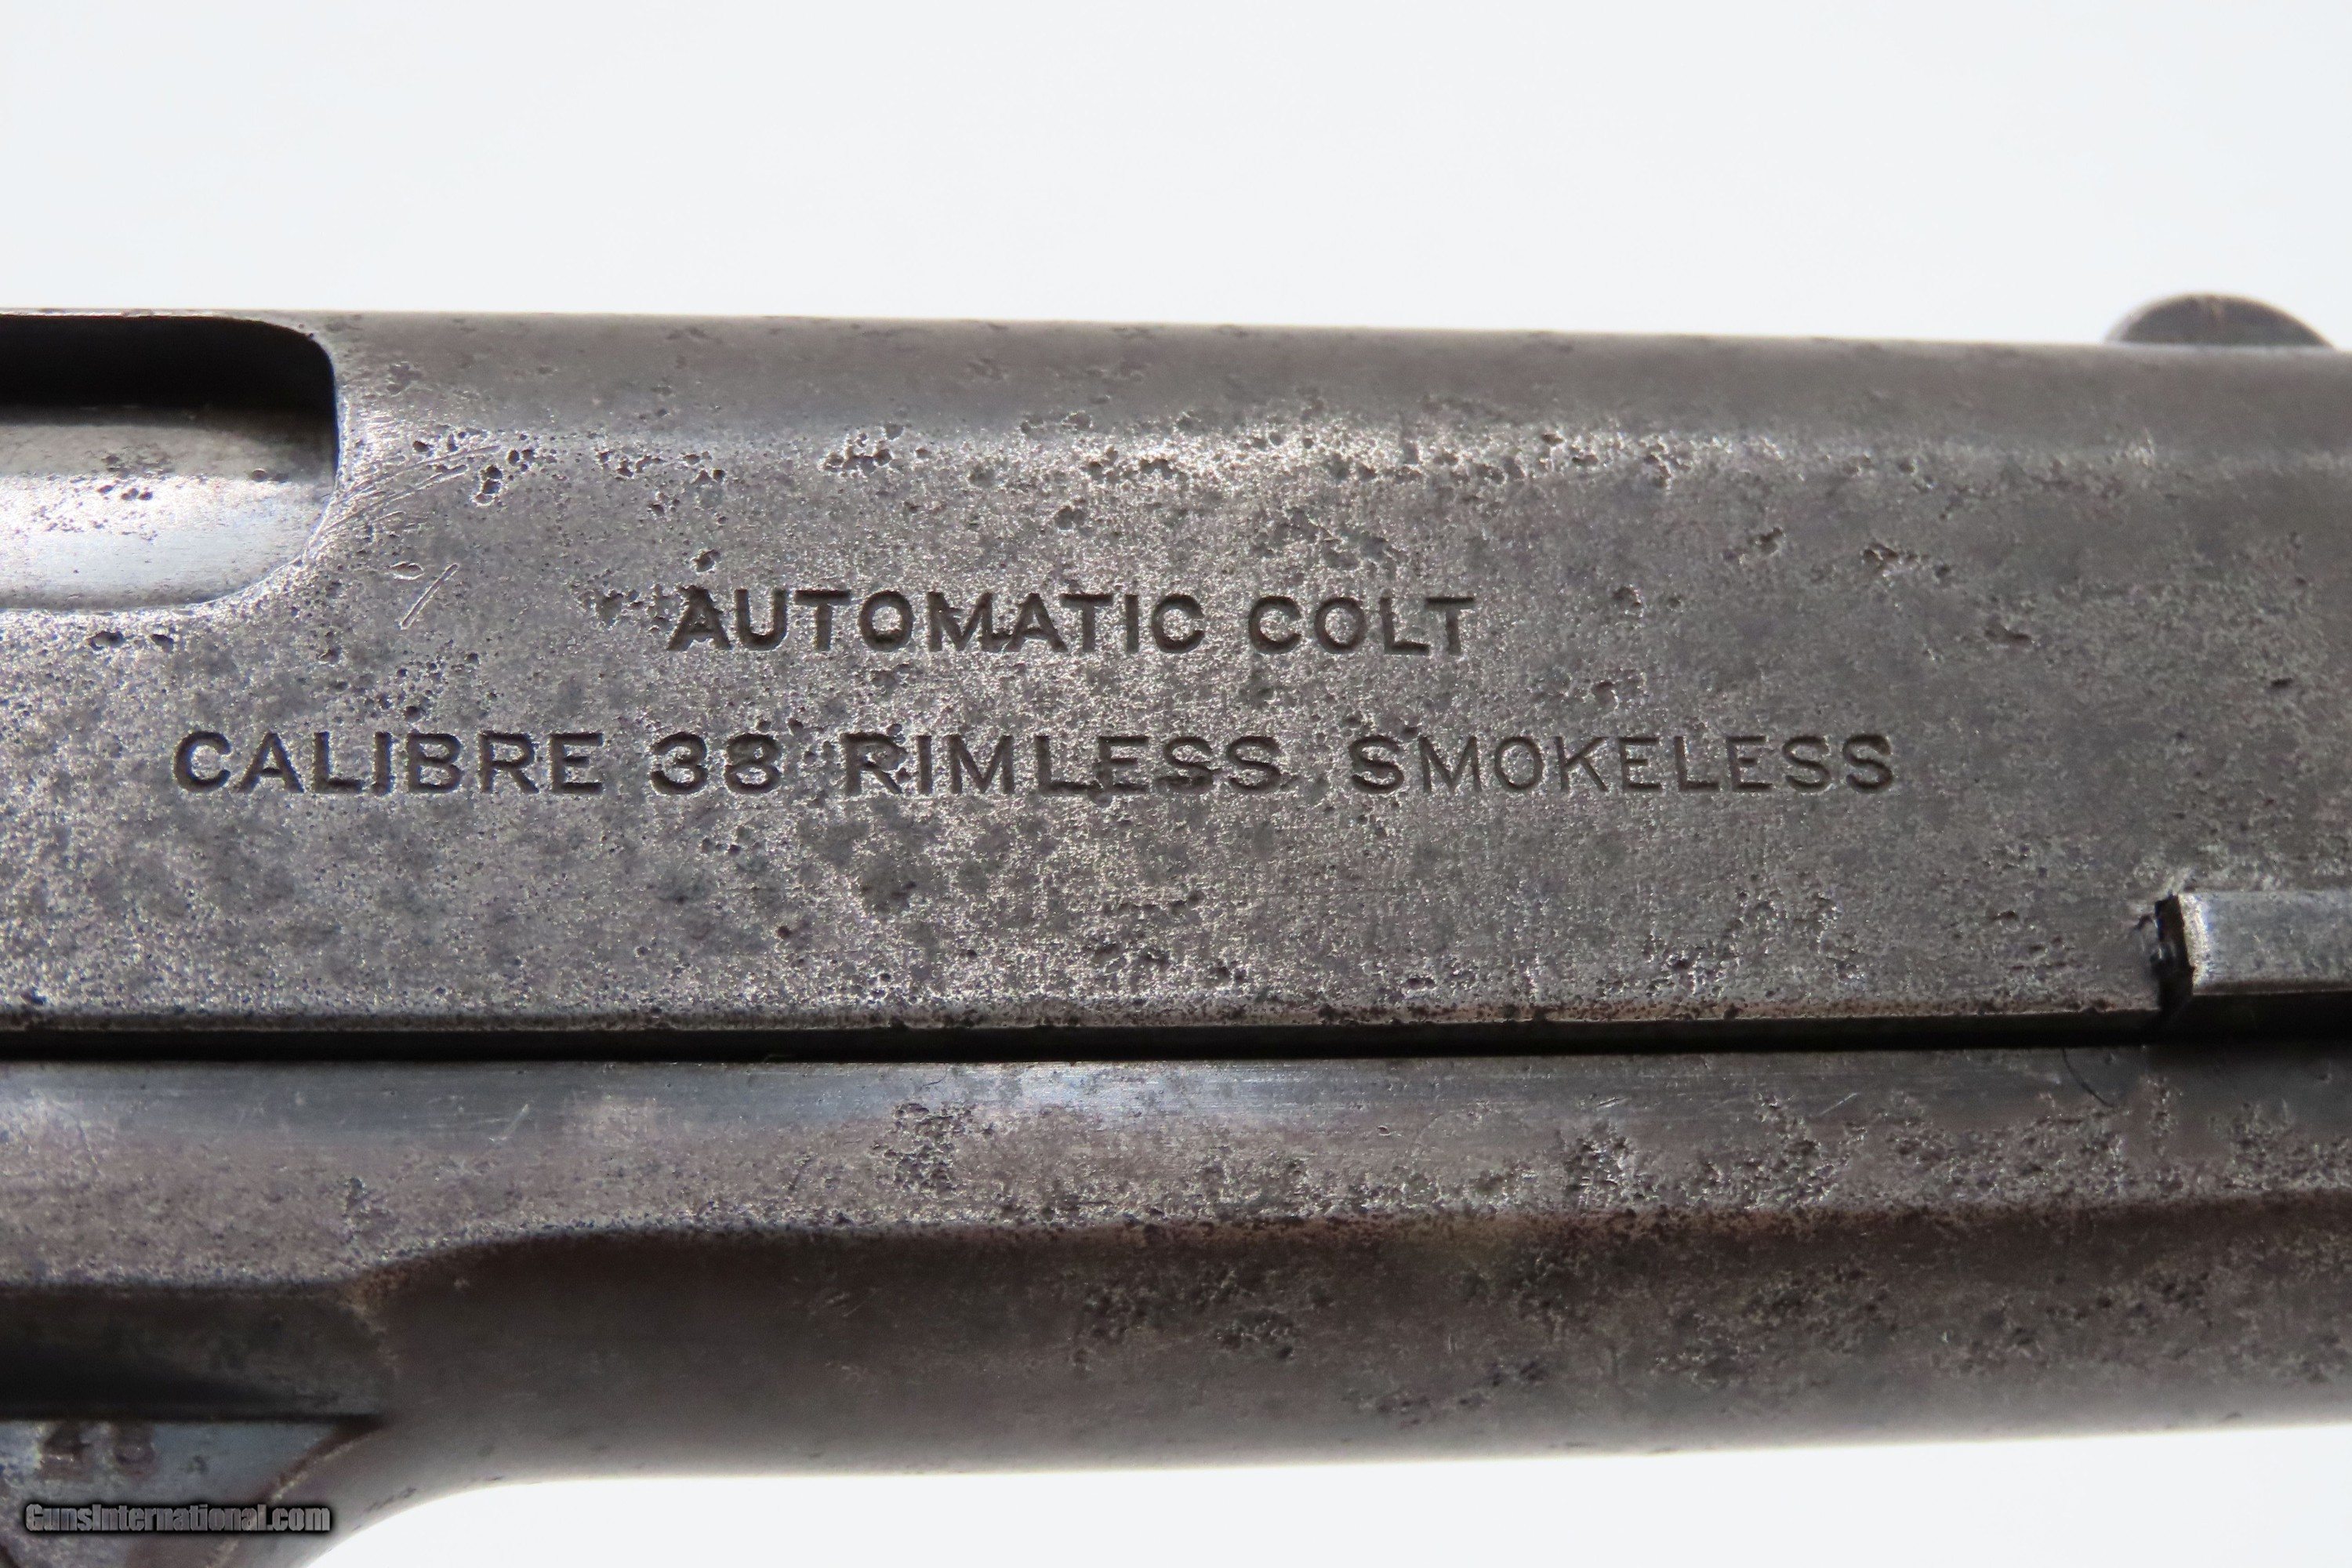 AUTOMATIC COLT
CALIBRE 38 RIMLESS SMOKELESS
GunsInternational.com